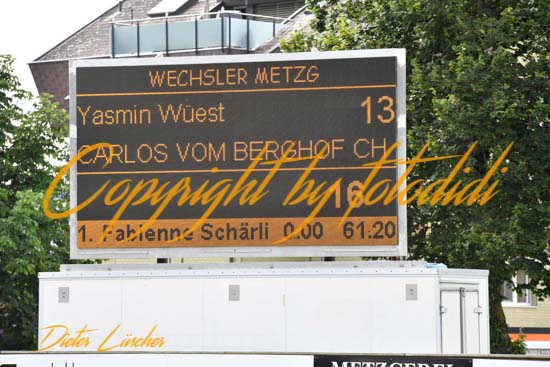 WECHSLER METZG
Yasmin Wüest 13
CARLOS VOM BERGHOF CH
Copyright by fotodidi
16
1. Fabienne Schärli 0.00 61.20
Dieter Lüscher
METZGEREI